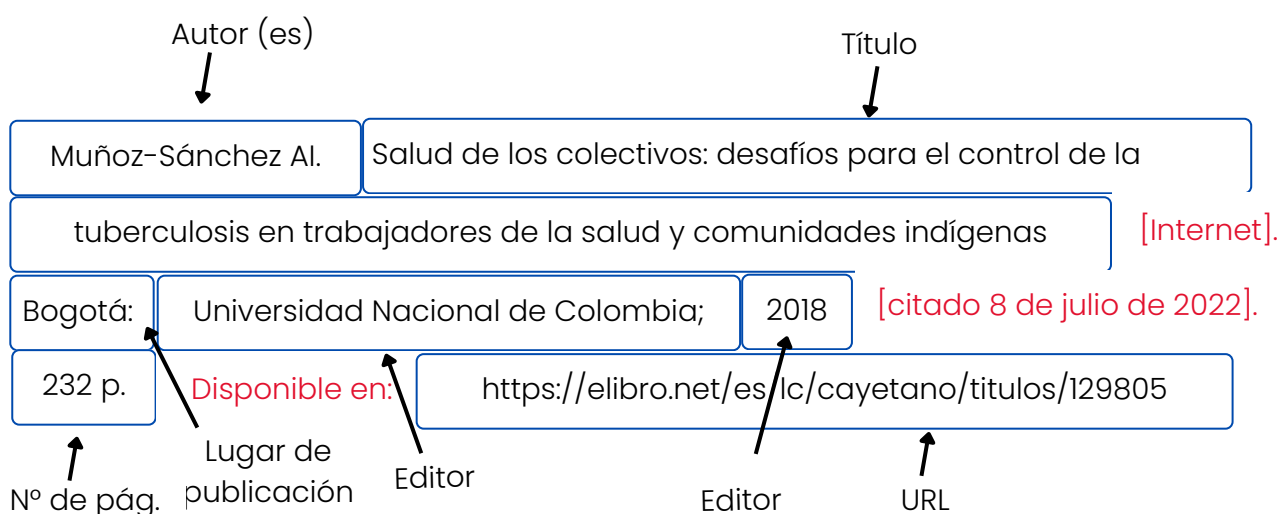 Autor (es)
Título
Muñoz-Sánchez AI.
Salud de los colectivos: desafíos para el control de la
tuberculosis en trabajadores de la salud y comunidades indígenas
[Internet].
Bogotá:
Universidad Nacional de Colombia;
2018
[citado 8 de julio de 2022].
232 p.
Disponible en:
https://elibro.net/es/lc/cayetano/titulos/129805
Nº de pág.
Lugar de
publicación
Editor
Editor
URL